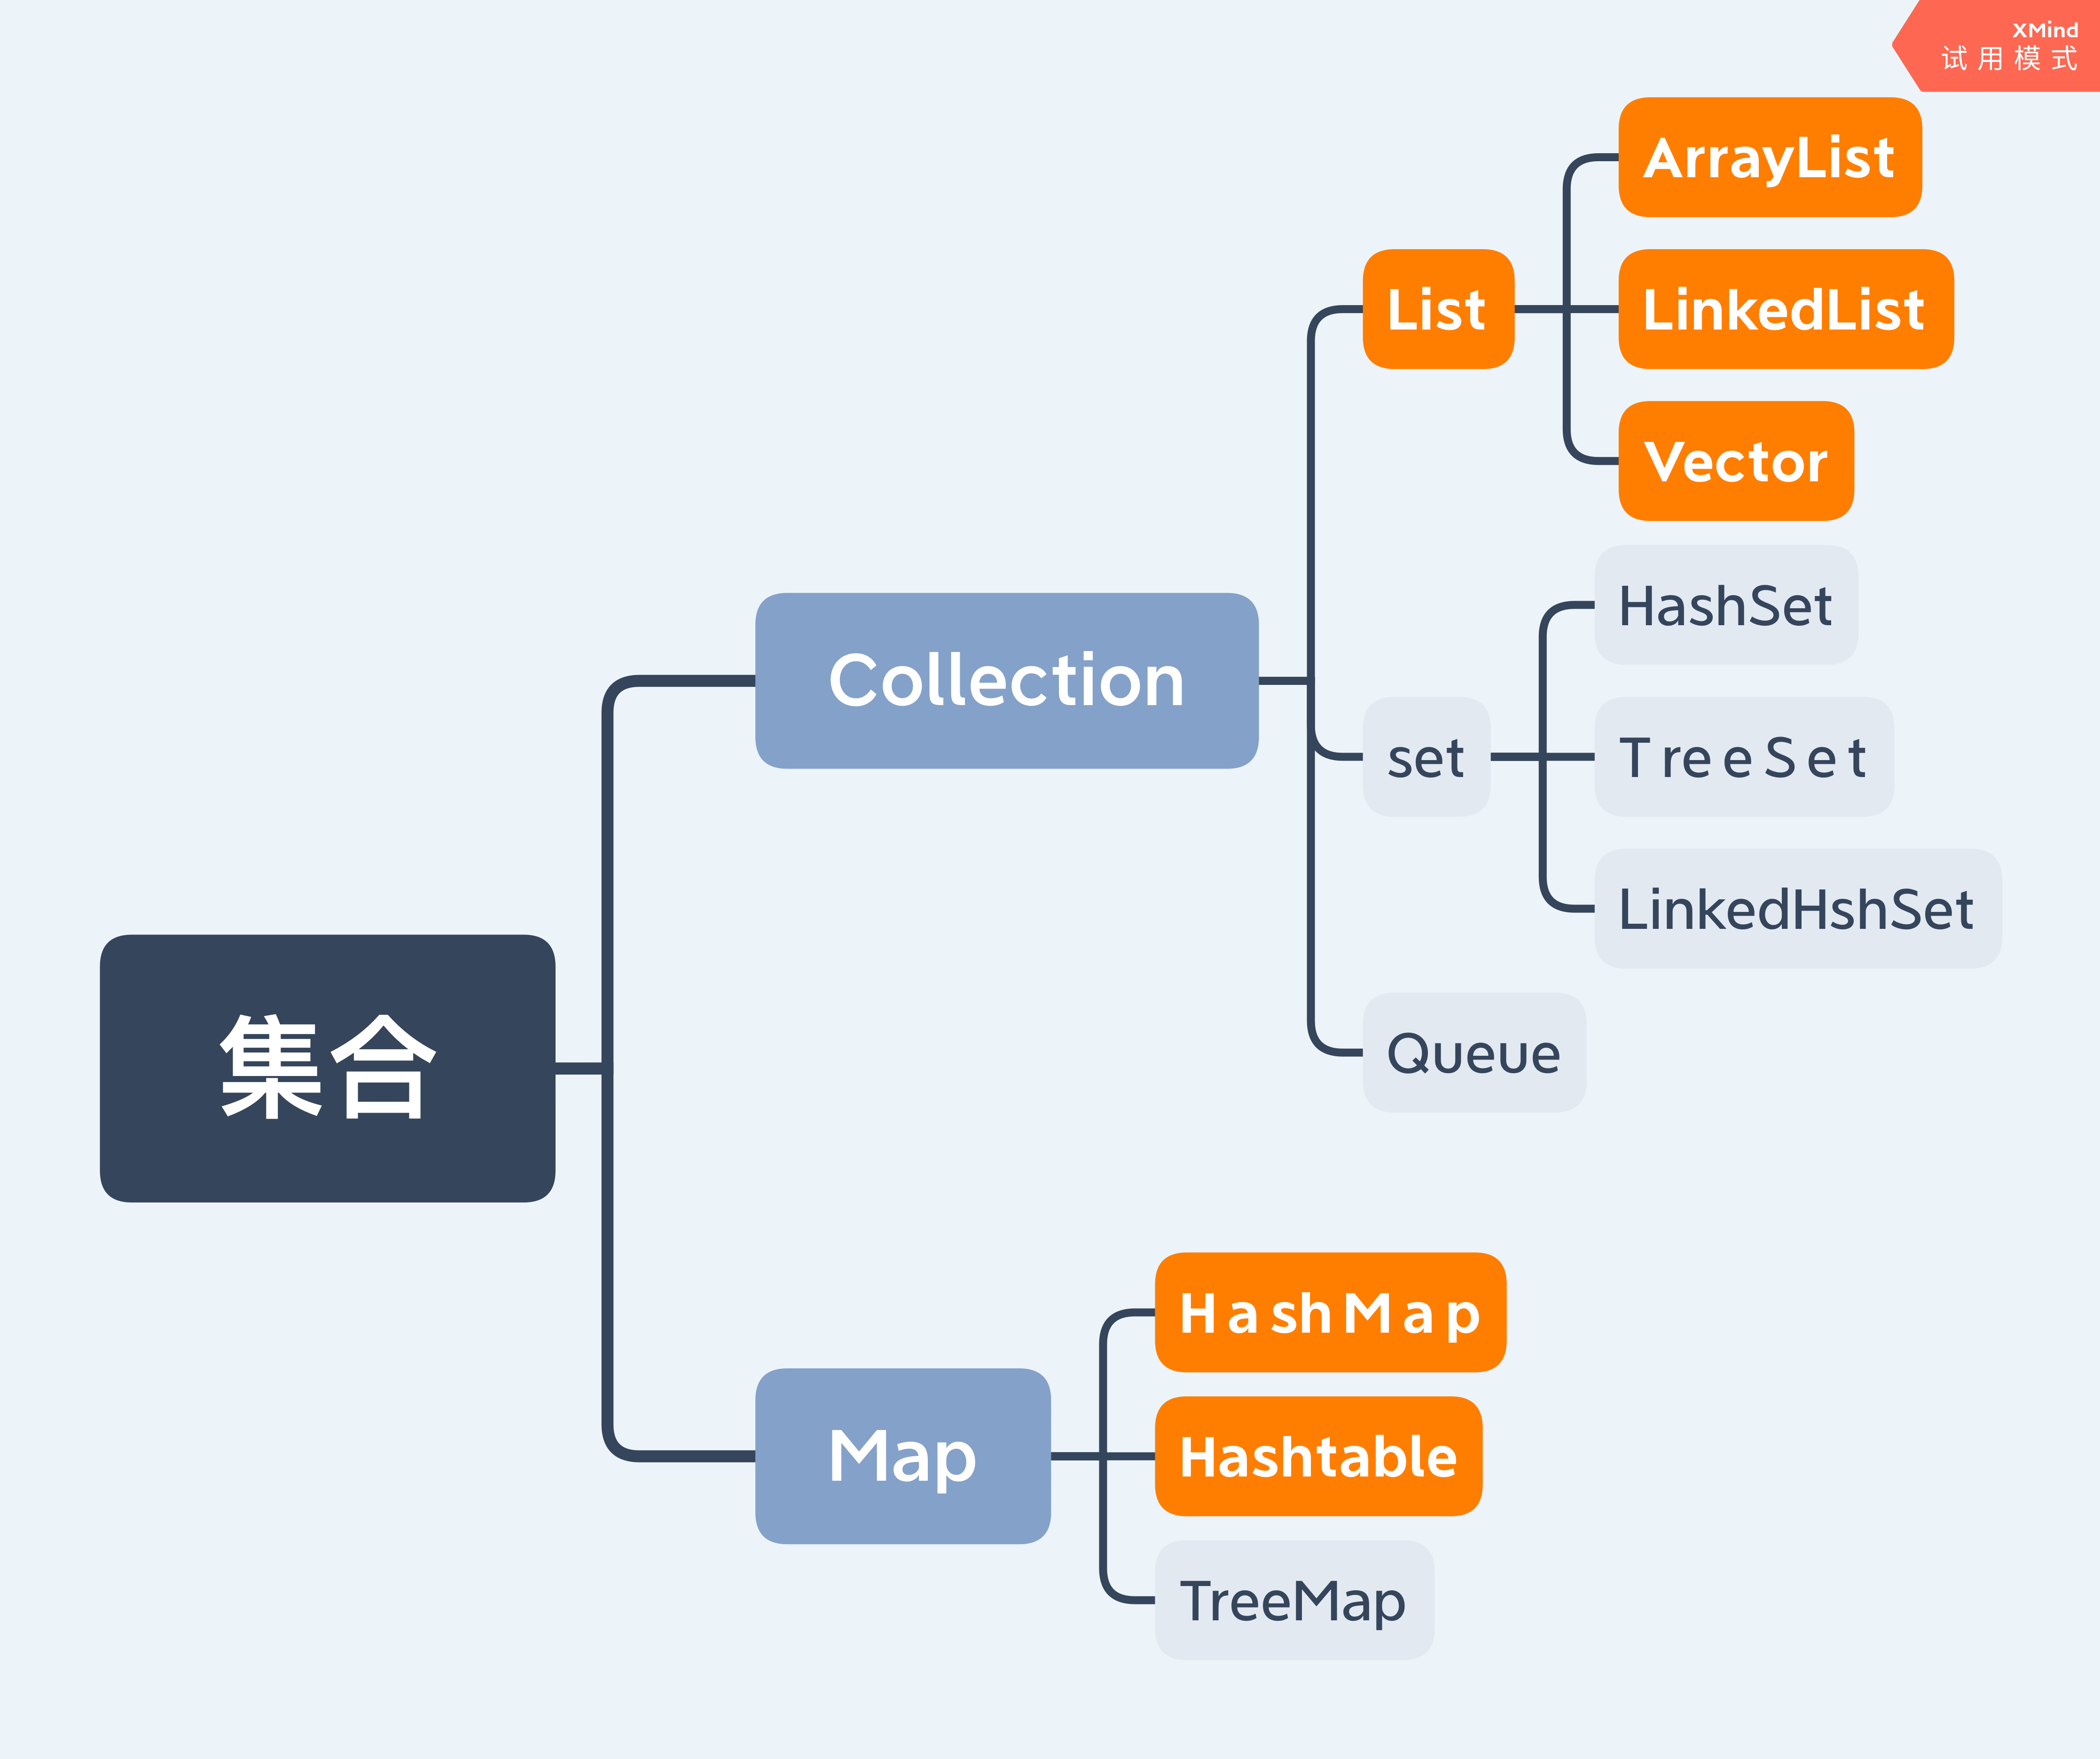 XMind
试用模式
ArrayList
List
LinkedList
Vector
HashSet
Collection
set
TreeSet
LinkedHshSet
集合
Queue
HashMap
Map
Hashtable
TreeMap